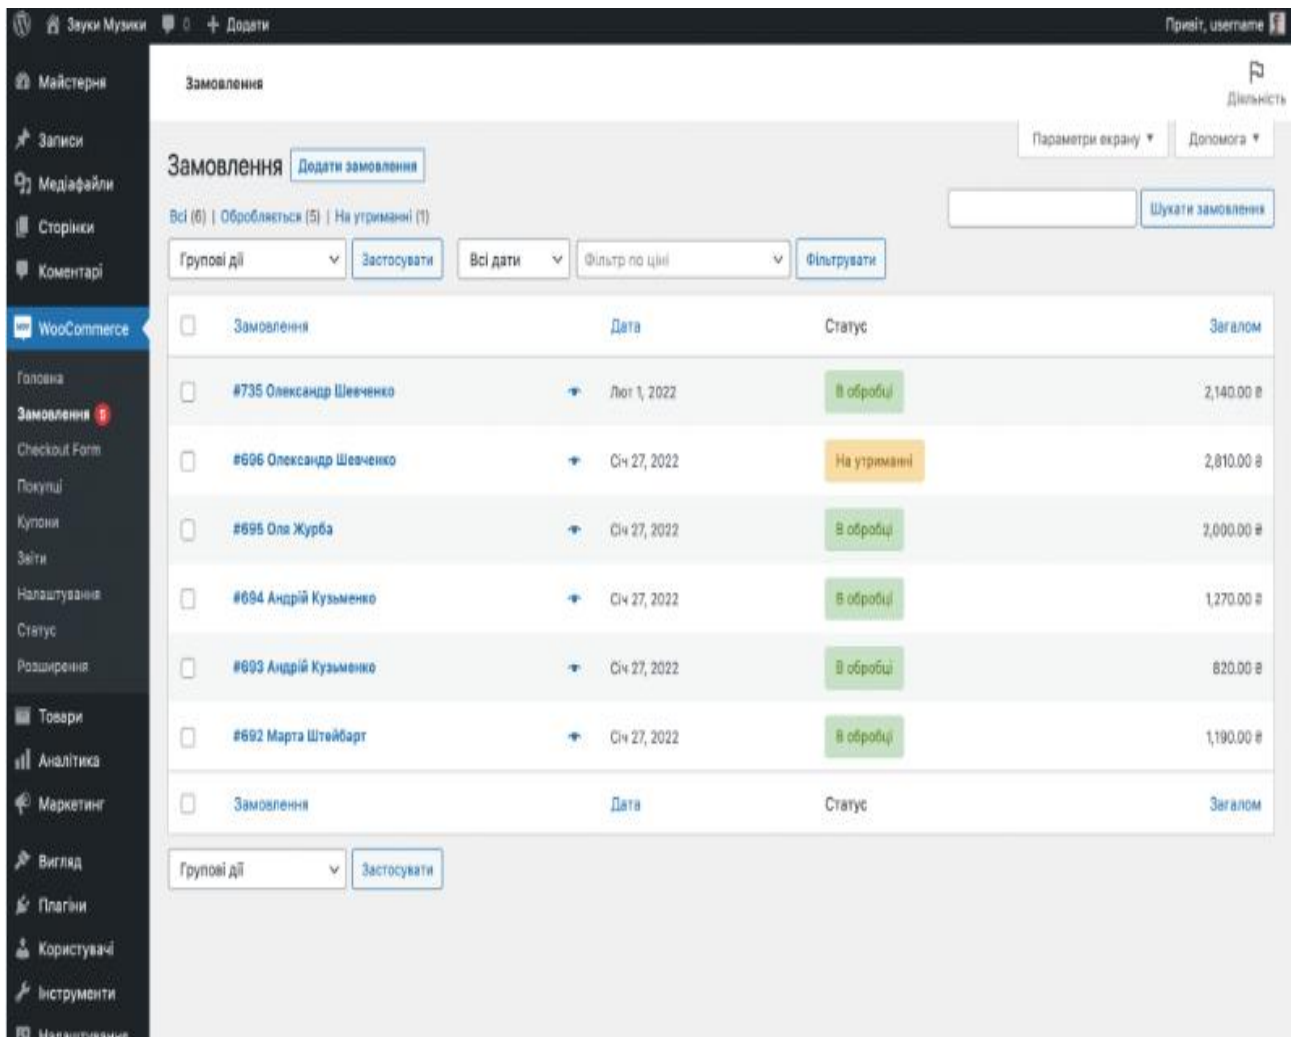 Звуки Музики 0 + Додати Привіт, username
Майстерня
Записи
Медіафайли
Сторінки
Коментарі
WooCommerce
Головна
Замовлення 5
Checkout Form
Покупці
Купони
Звіти
Налаштування
Статус
Розширення
Товари
Аналітика
Маркетинг
Вигляд
Плагіни
Користувачі
Інструменти
Налаштування
Замовлення
Діяльність
Параметри екрану Допомога
Замовлення Додати замовлення
Всі (6) | Обробляється (5) | На утриманні (1)
Шукати замовлення
Групові дії Застосувати Всі дати Фільтр по ціні Фільтрувати
Замовлення Дата Статус Загалом
#735 Олександр Шевченко Лют 1, 2022 В обробці 2,140.00 ₴
#696 Олександр Шевченко Січ 27, 2022 На утриманні 2,810.00 ₴
#695 Оля Журба Січ 27, 2022 В обробці 2,000.00 ₴
#694 Андрій Кузьменко Січ 27, 2022 В обробці 1,270.00 ₴
#693 Андрій Кузьменко Січ 27, 2022 В обробці 820.00 ₴
#692 Марта Штейбарт Січ 27, 2022 В обробці 1,190.00 ₴
Замовлення Дата Статус Загалом
Групові дії Застосувати